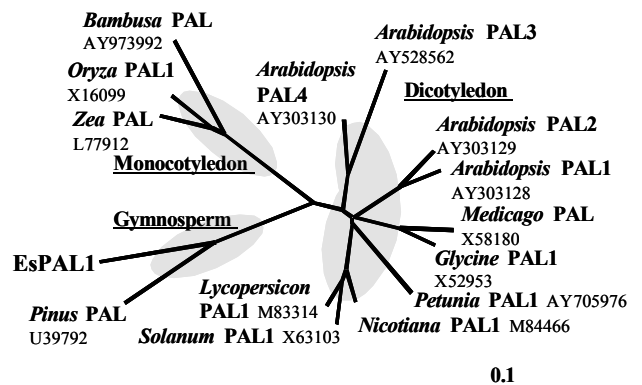 Bambusa PAL
AY973992
Oryza PAL1
X16099
Zea PAL
L77912
Monocotyledon
Gymnosperm
EsPAL1
Pinus PAL
U39792
Arabidopsis
PAL4
AY303130
Arabidopsis PAL3
AY528562
Dicotyledon
Arabidopsis PAL2
AY303129
Arabidopsis PAL1
AY303128
Medicago PAL
X58180
Glycine PAL1
X52953
Petunia PAL1 AY705976
Nicotiana PAL1 M84466
Lycopersicon
PAL1 M83314
Solanum PAL1 X63103
0.1